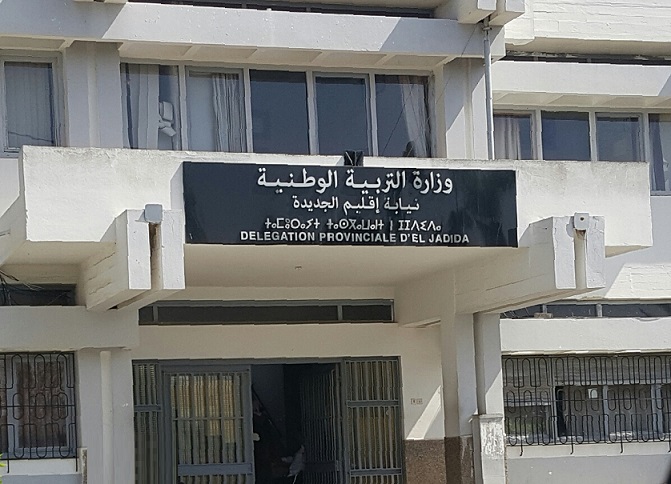 وزارة التربية الوطنية
نيابة إقليم الجديدة
DELEGATION PROVINCIALE D'EL JADIDA